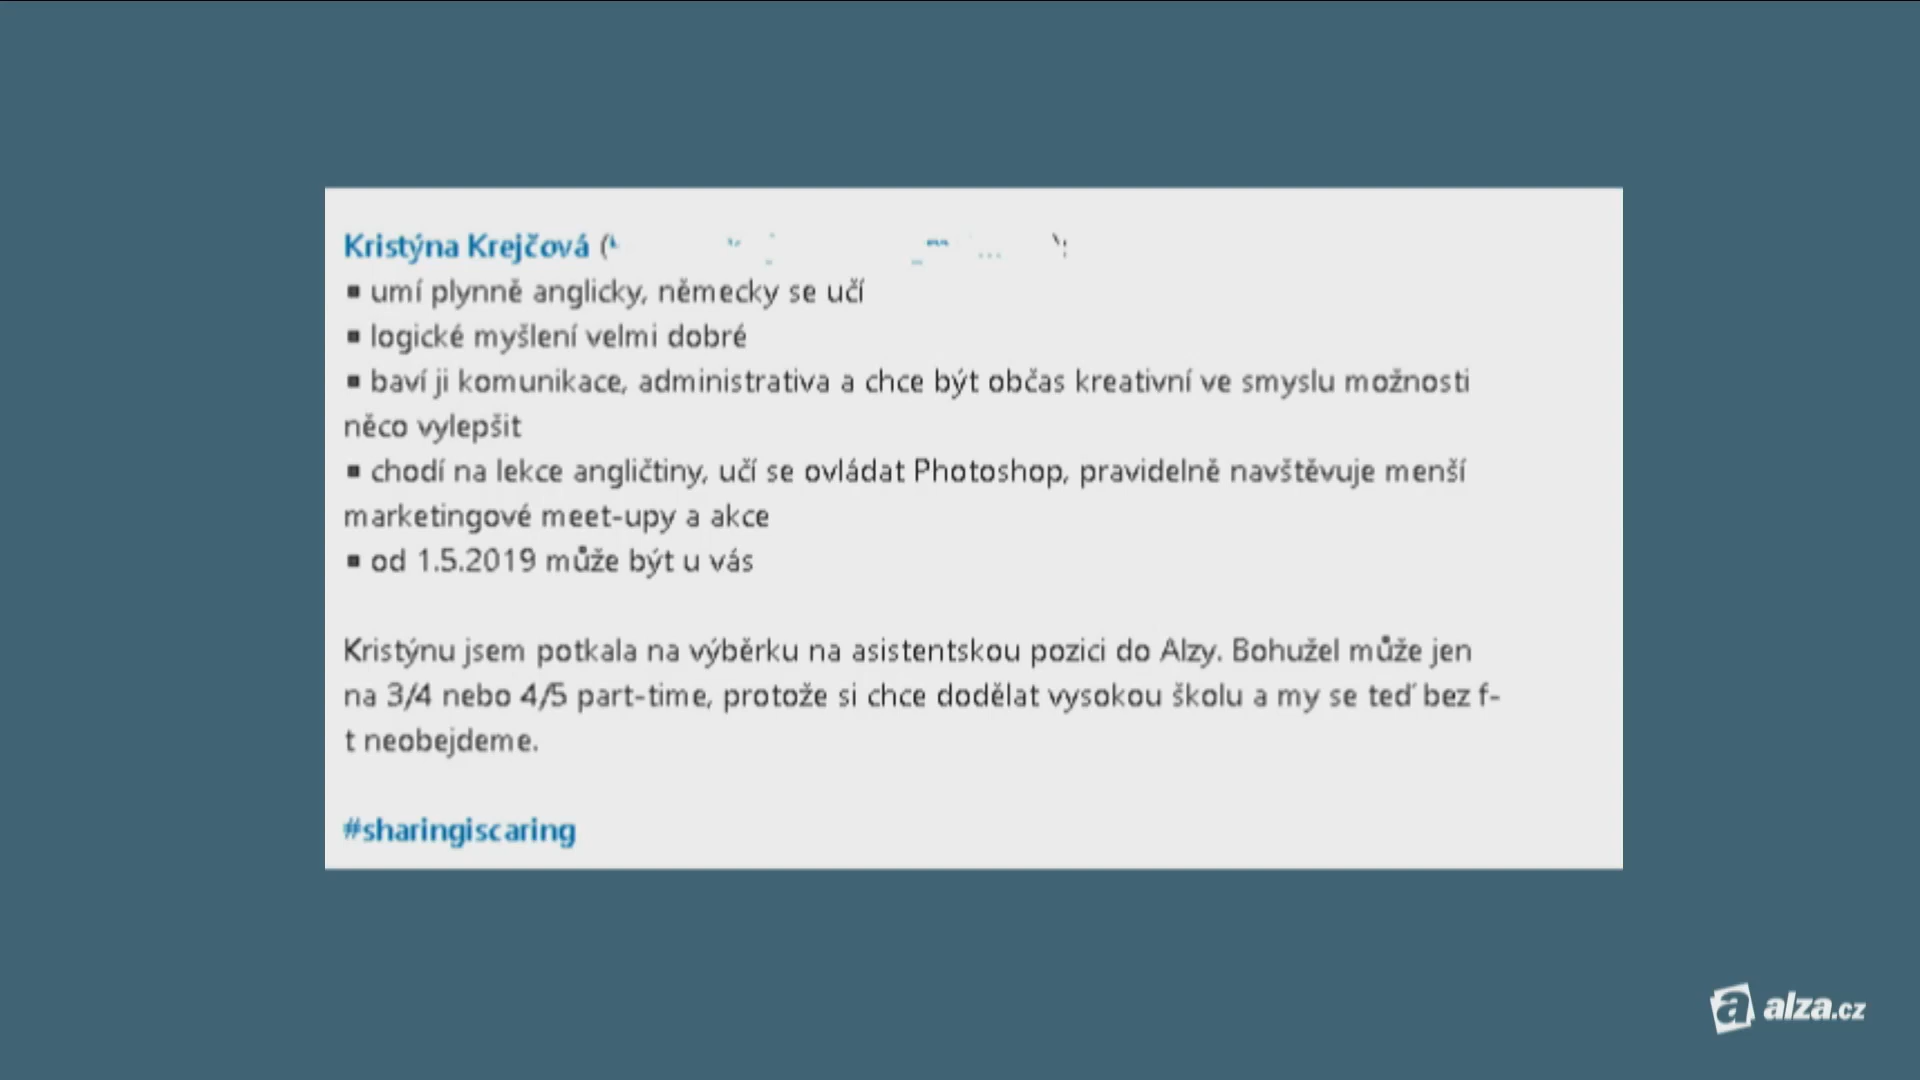 Kristýna Krejčová (
▪ umí plynně anglicky, německy se učí
▪ logické myšlení velmi dobré
▪ baví ji komunikace, administrativa a chce být občas kreativní ve smyslu možnosti
něco vylepšit
▪ chodí na lekce angličtiny, učí se ovládat Photoshop, pravidelně navštěvuje menší
marketingové meet-upy a akce
▪ od 1.5.2019 může být u vás
Kristýnu jsem potkala na výběrku na asistentskou pozici do Alzy. Bohužel může jen
na 3/4 nebo 4/5 part-time, protože si chce dodělat vysokou školu a my se teď bez f-
t neobejdeme.
#sharingiscaring
a alza.cz